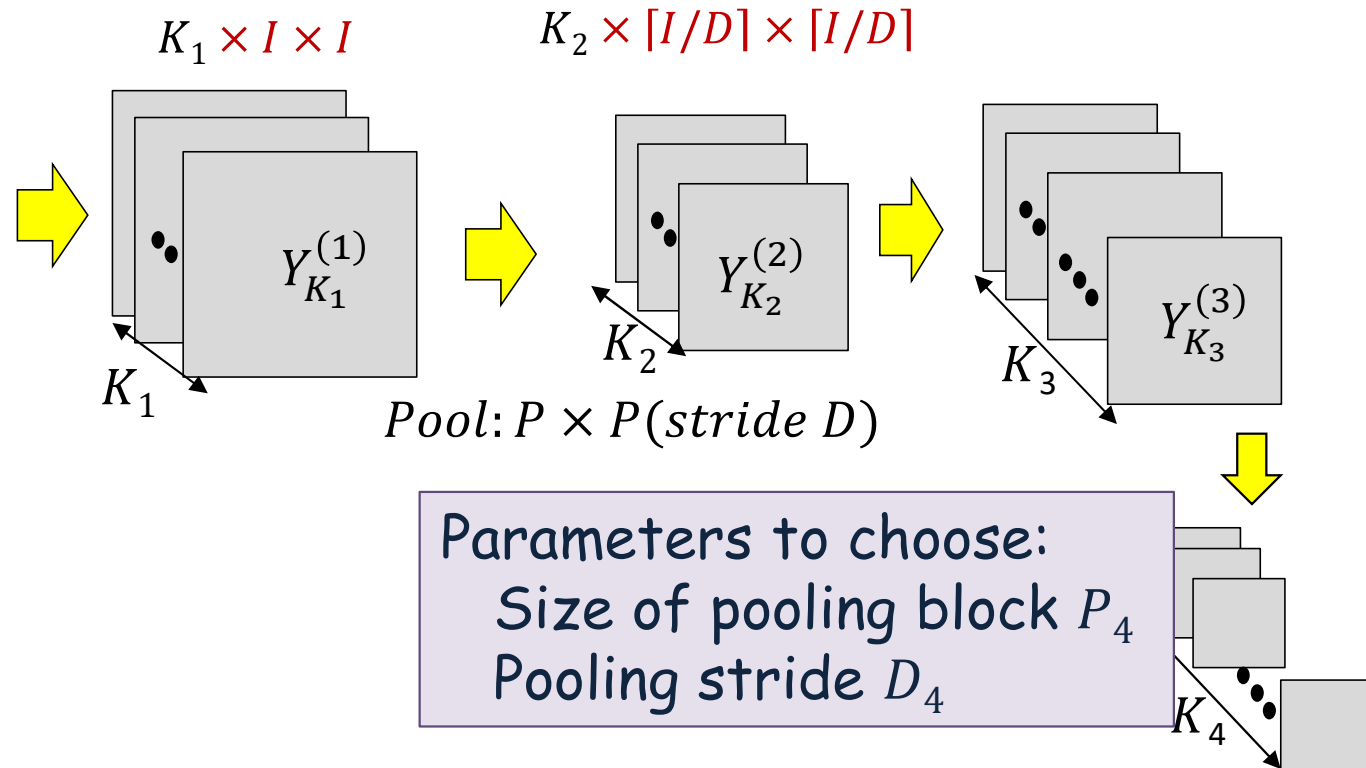 K₁ × I × I
K₂ × ⌈I/D⌉ × ⌈I/D⌉
Y_{K₁}^{(1)}
Y_{K₂}^{(2)}
Y_{K₃}^{(3)}
K₁
K₂
K₃
Pool: P × P(stride D)
Parameters to choose:
Size of pooling block P₄
Pooling stride D₄
K₄